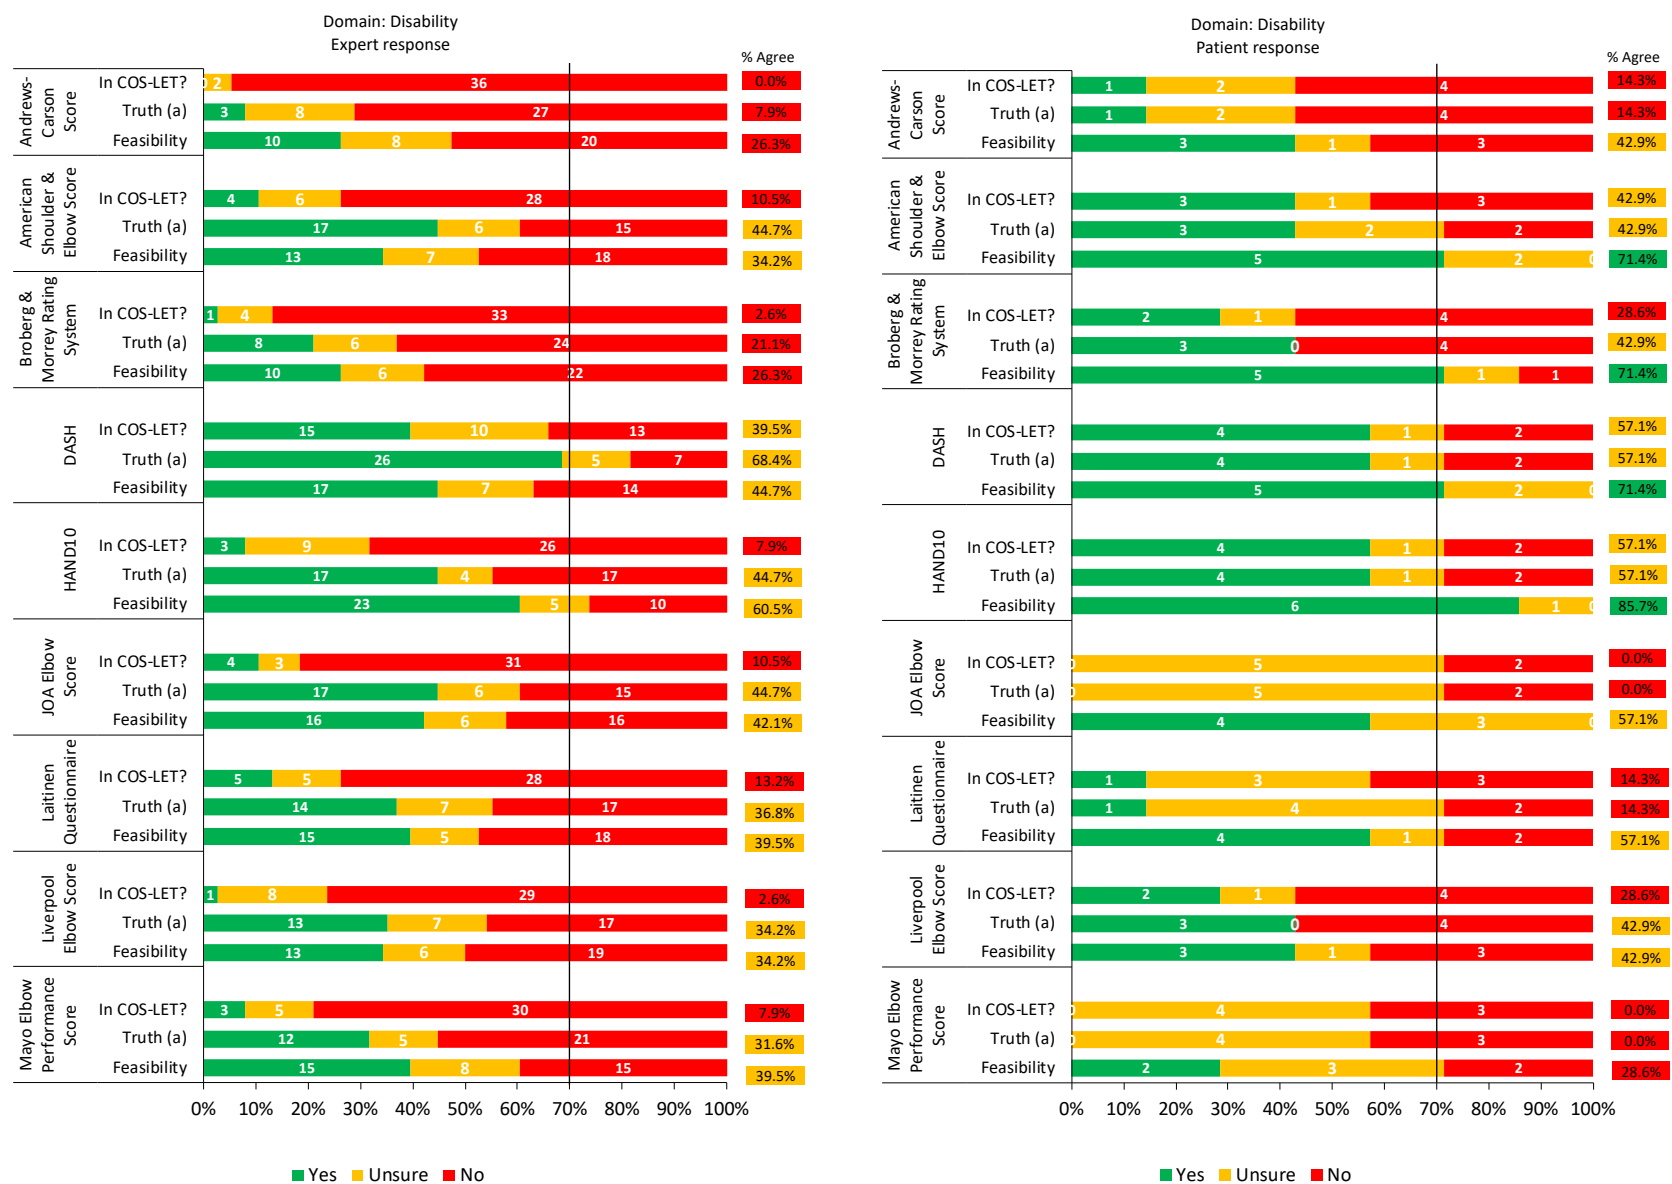 Domain: Disability
Expert response
% Agree
Andrews-
Carson
Score
In COS-LET?
0 2 36
0.0%
Truth (a)
3 8 27
7.9%
Feasibility
10 8 20
26.3%
American
Shoulder &
Elbow Score
In COS-LET?
4 6 28
10.5%
Truth (a)
17 6 15
44.7%
Feasibility
13 7 18
34.2%
Broberg &
Morrey Rating
System
In COS-LET?
1 4 33
2.6%
Truth (a)
8 6 24
21.1%
Feasibility
10 6 22
26.3%
DASH
In COS-LET?
15 10 13
39.5%
Truth (a)
26 5 7
68.4%
Feasibility
17 7 14
44.7%
HAND10
In COS-LET?
3 9 26
7.9%
Truth (a)
17 4 17
44.7%
Feasibility
23 5 10
60.5%
JOA Elbow
Score
In COS-LET?
4 3 31
10.5%
Truth (a)
17 6 15
44.7%
Feasibility
16 6 16
42.1%
Laitinen
Questionnaire
In COS-LET?
5 5 28
13.2%
Truth (a)
14 7 17
36.8%
Feasibility
15 5 18
39.5%
Liverpool
Elbow Score
In COS-LET?
1 8 29
2.6%
Truth (a)
13 7 17
34.2%
Feasibility
13 6 19
34.2%
Mayo Elbow
Performance
Score
In COS-LET?
3 5 30
7.9%
Truth (a)
12 5 21
31.6%
Feasibility
15 8 15
39.5%
0% 10% 20% 30% 40% 50% 60% 70% 80% 90% 100%
Yes Unsure No
Domain: Disability
Patient response
% Agree
Andrews-
Carson
Score
In COS-LET?
1 2 4
14.3%
Truth (a)
1 2 4
14.3%
Feasibility
3 1 3
42.9%
American
Shoulder &
Elbow Score
In COS-LET?
3 1 3
42.9%
Truth (a)
3 2 2
42.9%
Feasibility
5 2 0
71.4%
Broberg &
Morrey Rating
System
In COS-LET?
2 1 4
28.6%
Truth (a)
3 0 4
42.9%
Feasibility
5 1 1
71.4%
DASH
In COS-LET?
4 1 2
57.1%
Truth (a)
4 1 2
57.1%
Feasibility
5 2 0
71.4%
HAND10
In COS-LET?
4 1 2
57.1%
Truth (a)
4 1 2
57.1%
Feasibility
6 1 0
85.7%
JOA Elbow
Score
In COS-LET?
0 5 2
0.0%
Truth (a)
0 5 2
0.0%
Feasibility
4 3 0
57.1%
Laitinen
Questionnaire
In COS-LET?
1 3 3
14.3%
Truth (a)
1 4 2
14.3%
Feasibility
4 1 2
57.1%
Liverpool
Elbow Score
In COS-LET?
2 1 4
28.6%
Truth (a)
3 0 4
42.9%
Feasibility
3 1 3
42.9%
Mayo Elbow
Performance
Score
In COS-LET?
0 4 3
0.0%
Truth (a)
0 4 3
0.0%
Feasibility
2 3 2
28.6%
0% 10% 20% 30% 40% 50% 60% 70% 80% 90% 100%
Yes Unsure No